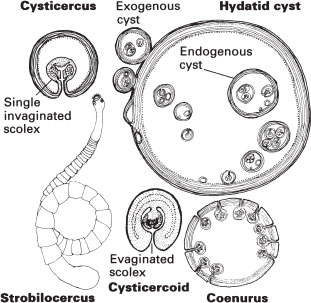 Cysticercus
Exogenous
cyst
Hydatid cyst
Endogenous
cyst
Single
invaginated
scolex
Evaginated
scolex
Cysticercoid
Strobilocercus
Coenurus